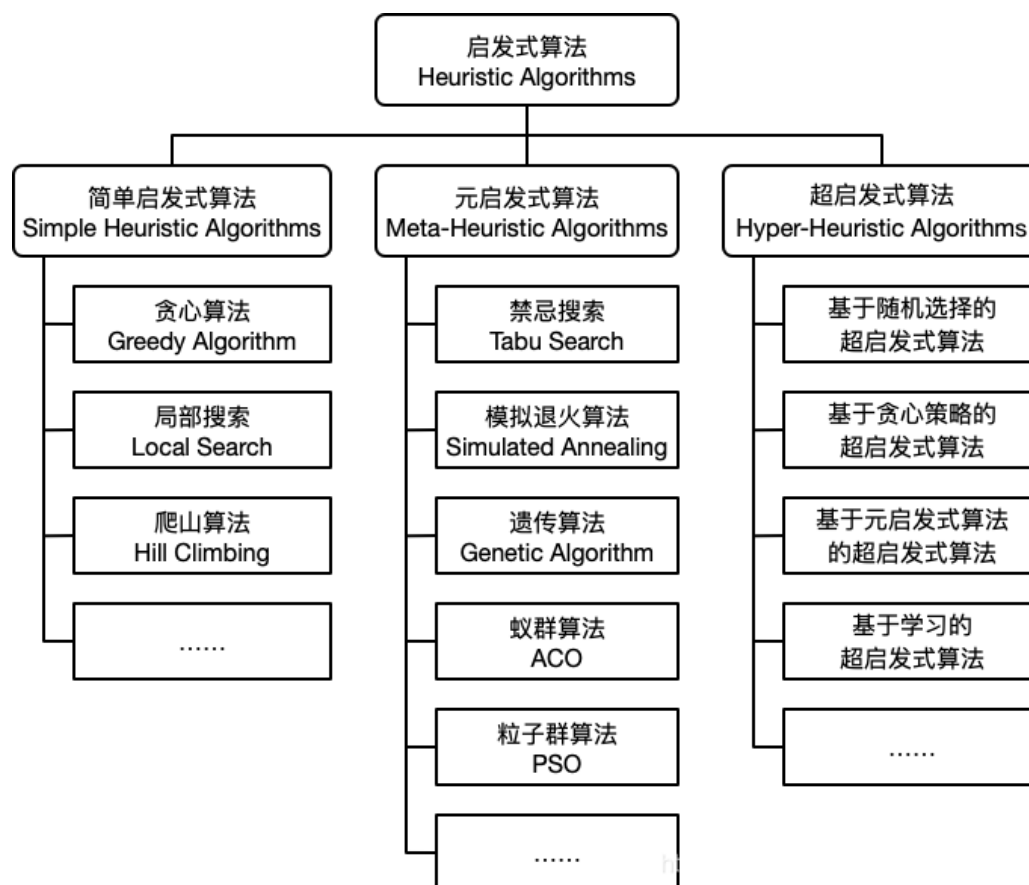 启发式算法
Heuristic Algorithms
简单启发式算法
Simple Heuristic Algorithms
贪心算法
Greedy Algorithm
局部搜索
Local Search
爬山算法
Hill Climbing
……
元启发式算法
Meta-Heuristic Algorithms
禁忌搜索
Tabu Search
模拟退火算法
Simulated Annealing
遗传算法
Genetic Algorithm
蚁群算法
ACO
粒子群算法
PSO
……
超启发式算法
Hyper-Heuristic Algorithms
基于随机选择的
超启发式算法
基于贪心策略的
超启发式算法
基于元启发式算法
的超启发式算法
基于学习的
超启发式算法
……